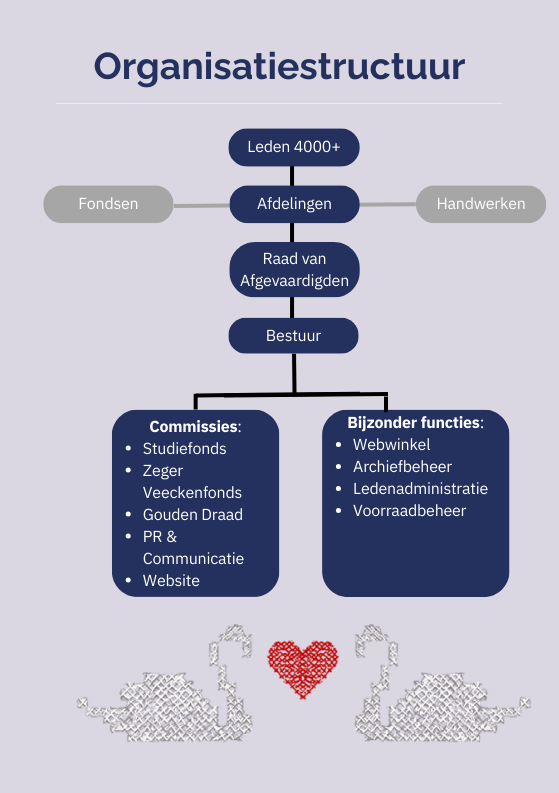 Organisatiestructuur
Leden 4000+
Fondsen
Afdelingen
Handwerken
Raad van
Afgevaardigden
Bestuur
Commissies:
• Studiefonds
• Zeger
Veeckenfonds
• Gouden Draad
• PR &
Communicatie
• Website
Bijzonder functies:
• Webwinkel
• Archiefbeheer
• Ledenadministratie
• Voorraadbeheer